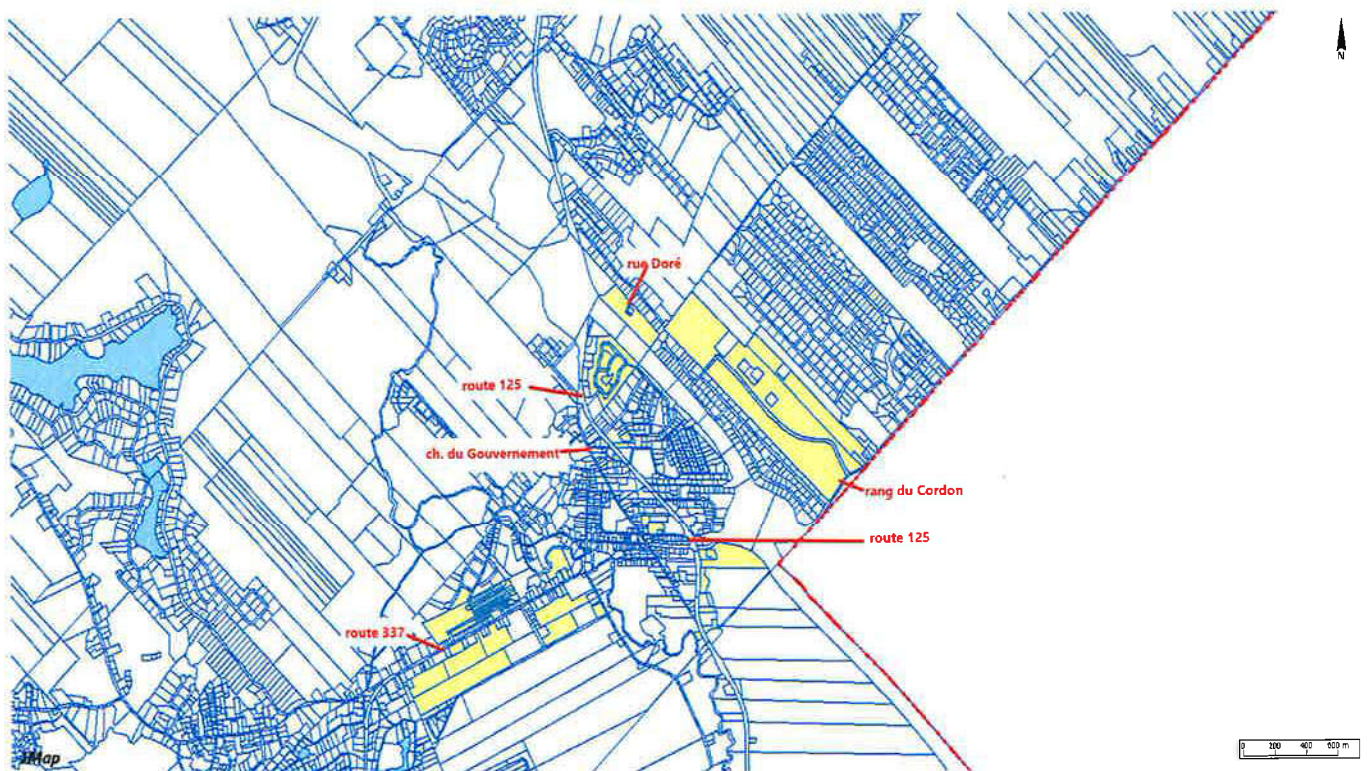 N
rue Doré
route 125
ch. du Gouvernement
rang du Cordon
route 125
route 337
JMap
0 200 400 600 m